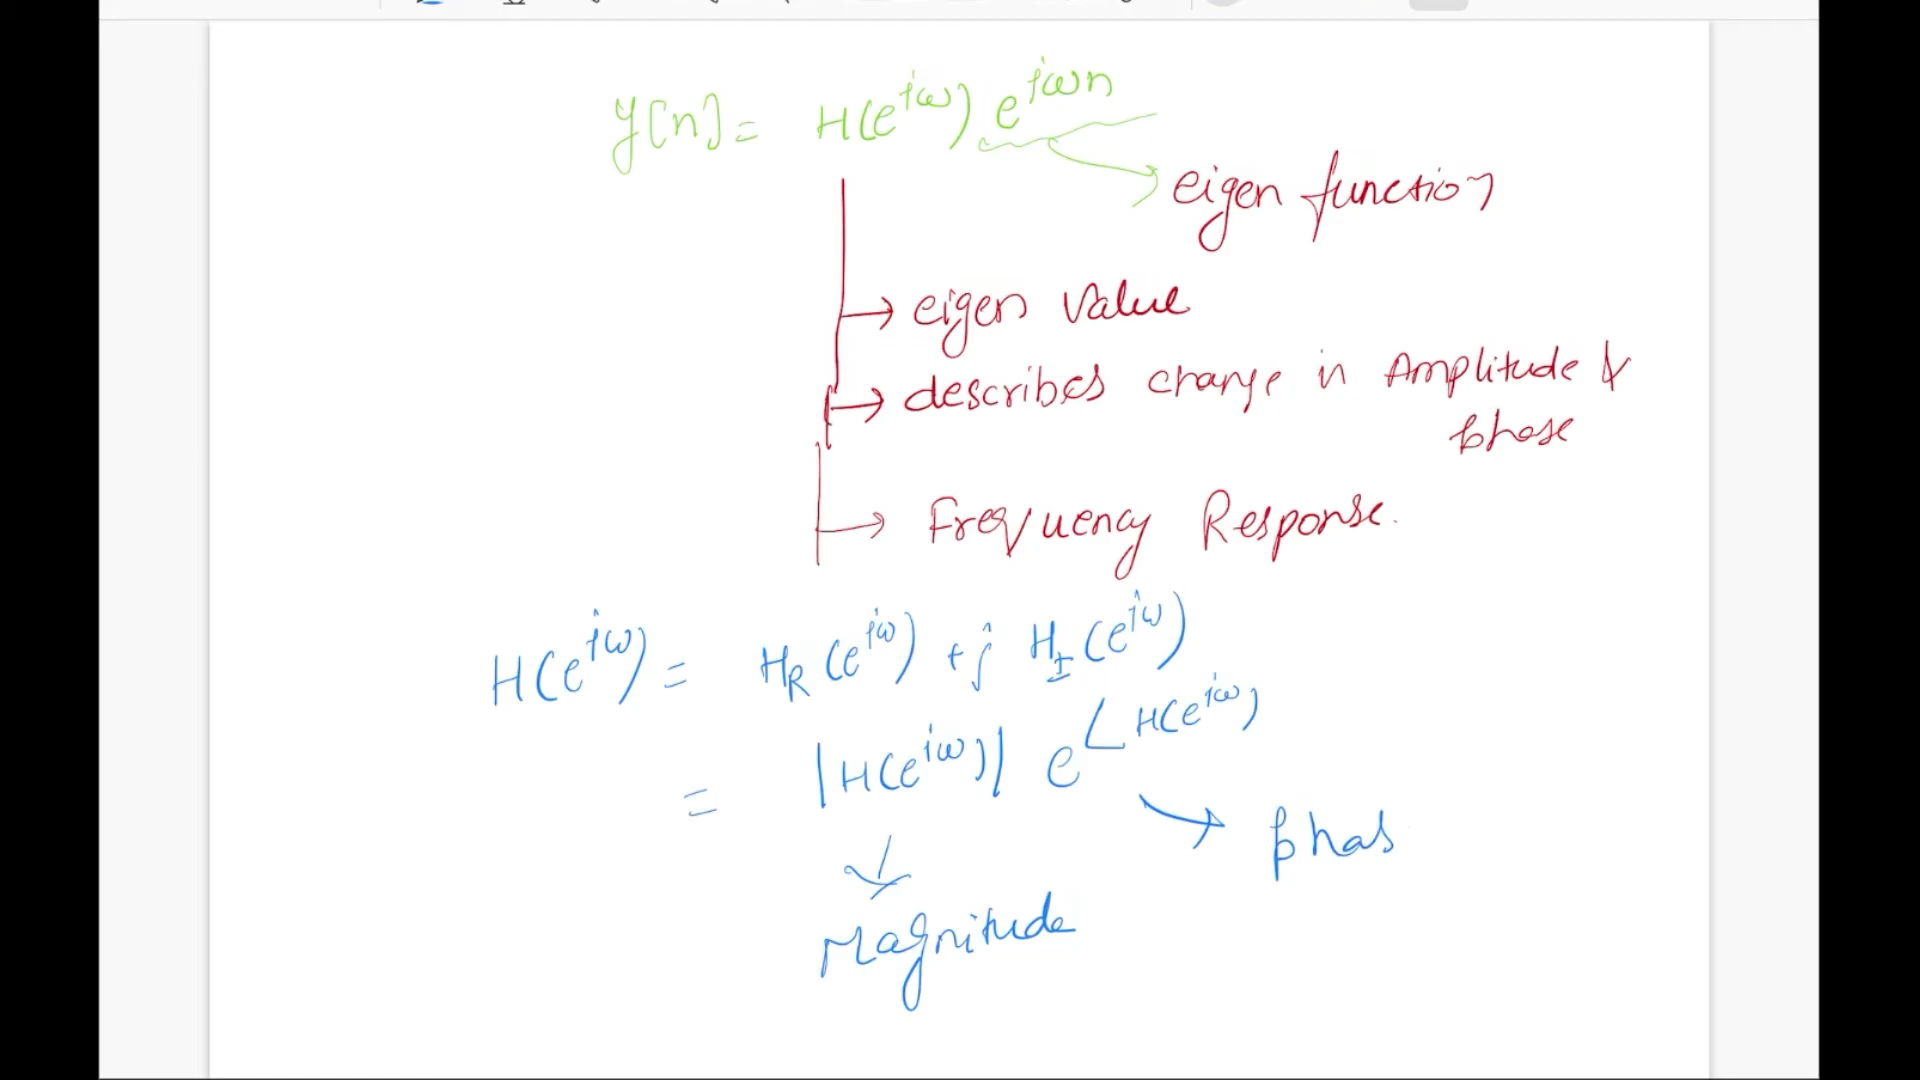 y[n] = H(e^jω) e^jωn
eigen function
→ eigen value
→ describes change in Amplitude &
phase
→ Frequency Response.
H(e^jω) = H_R(e^jω) + j H_I(e^jω)
= |H(e^jω)| e^∠H(e^jω)
→ phas
Magnitude